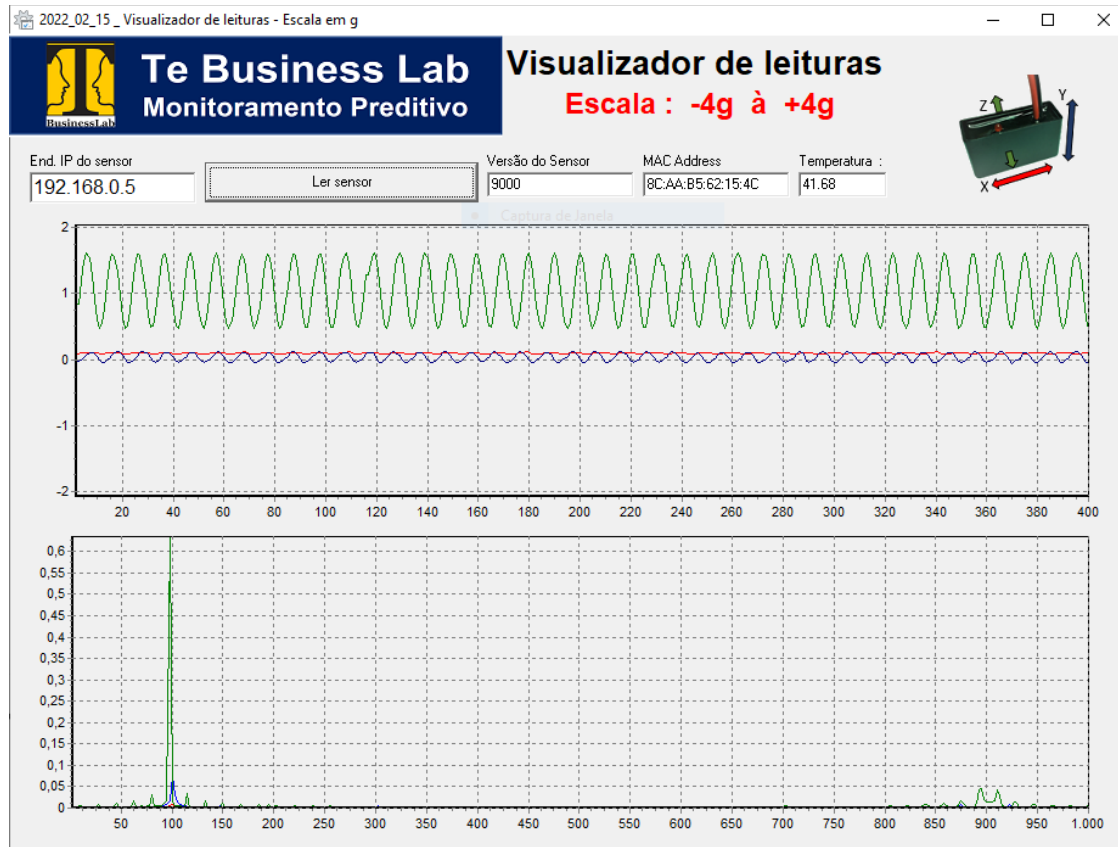 2022_02_15 _ Visualizador de leituras - Escala em g
Te Business Lab
Monitoramento Preditivo
BusinessLab
Visualizador de leituras
Escala : -4g à +4g
Z
Y
X
End. IP do sensor
192.168.0.5
Ler sensor
Versão do Sensor
9000
MAC Address
8C:AA:B5:62:15:4C
Temperatura :
41.68
Captura de Janela
2
1
0
-1
-2
20 40 60 80 100 120 140 160 180 200 220 240 260 280 300 320 340 360 380 400
0,6
0,55
0,5
0,45
0,4
0,35
0,3
0,25
0,2
0,15
0,1
0,05
0
50 100 150 200 250 300 350 400 450 500 550 600 650 700 750 800 850 900 950 1.000